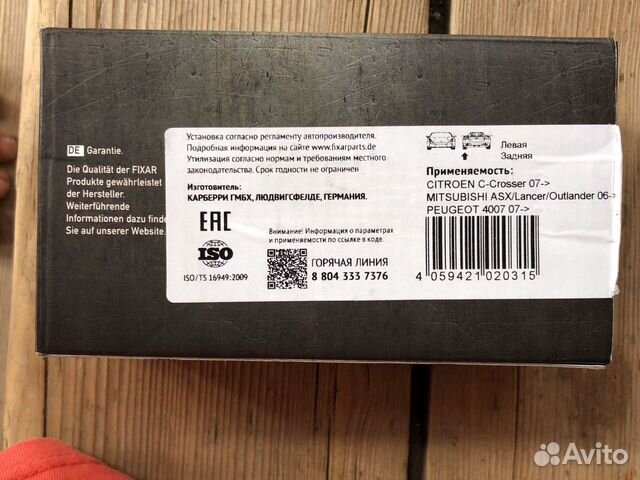 DE Garantie.
Die Qualität der FIXAR
Produkte gewährleistet
der Hersteller.
Weiterführende
Informationen dazu finde
Sie auf unserer Website.
Установка согласно регламенту автопроизводителя.
Подробная информация на сайте www.fixarparts.de
Утилизация согласно нормам и требованиям местного
законодательства. Срок годности не ограничен
Изготовитель:
КАРБЕРРИ ГМБХ, ЛЮДВИГСФЕЛДЕ, ГЕРМАНИЯ.
EAC
ISO
ISO/TS 16949:2009
Внимание! Информация о параметрах
и применяемости по ссылке в коде.
ГОРЯЧАЯ ЛИНИЯ
8 804 333 7376
Левая
Задняя
Применяемость:
CITROEN C-Crosser 07->
MITSUBISHI ASX/Lancer/Outlander 06->
PEUGEOT 4007 07->
4 059421 020315
Avito